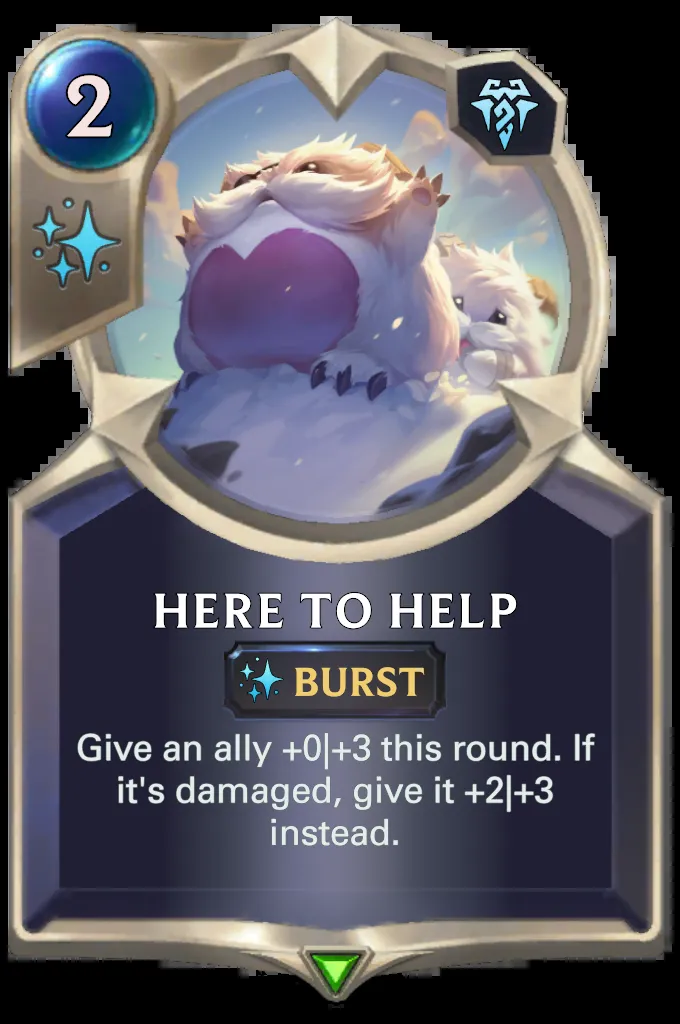 2
HERE TO HELP
BURST
Give an ally +0|+3 this round. If
it's damaged, give it +2|+3
instead.